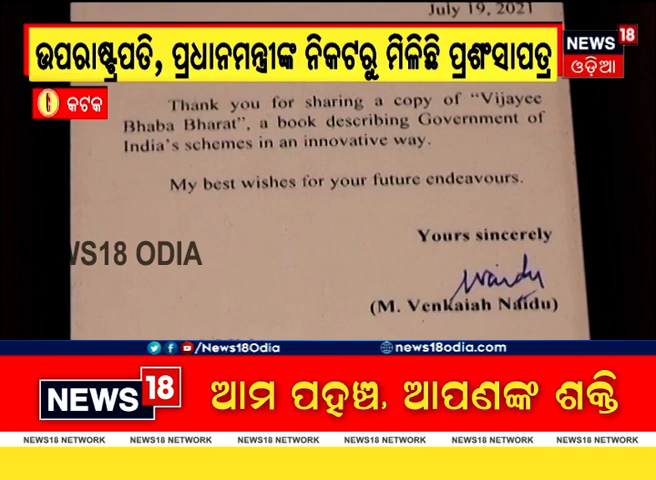 July 19, 2021
ଉପରାଷ୍ଟ୍ରପତି, ପ୍ରଧାନମନ୍ତ୍ରୀଙ୍କ ନିକଟରୁ ମିଳିଛି ପ୍ରଶଂସାପତ୍ର
NEWS 18
ଓଡ଼ିଆ
କଟକ
Thank you for sharing a copy of “Vijayee
Bhaba Bharat”, a book describing Government of
India's schemes in an innovative way.
My best wishes for your future endeavours.
Yours sincerely
WS18 ODIA
Naidu
(M. Venkaiah Naidu)
/News18Odia
news18odia.com
NEWS 18
ଆମ ପହଞ୍ଚ, ଆପଣଙ୍କ ଶକ୍ତି
NEWS18 NETWORK NEWS18 NETWORK NEWS18 NETWORK NEWS18 NETWORK NEWS18 NETWORK NEWS18 NETWORK